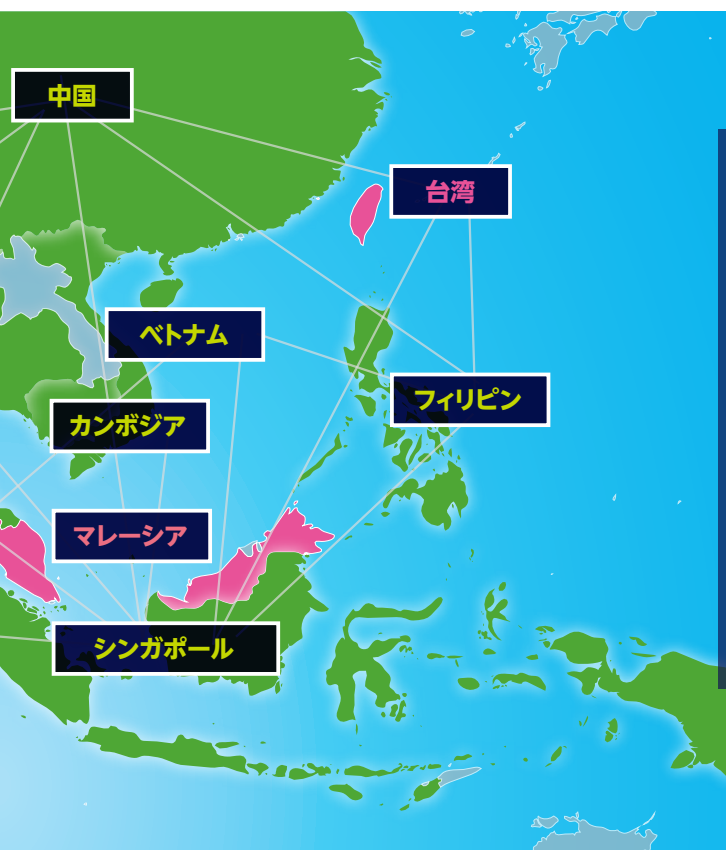 中国
台湾
ベトナム
フィリピン
カンボジア
マレーシア
シンガポール